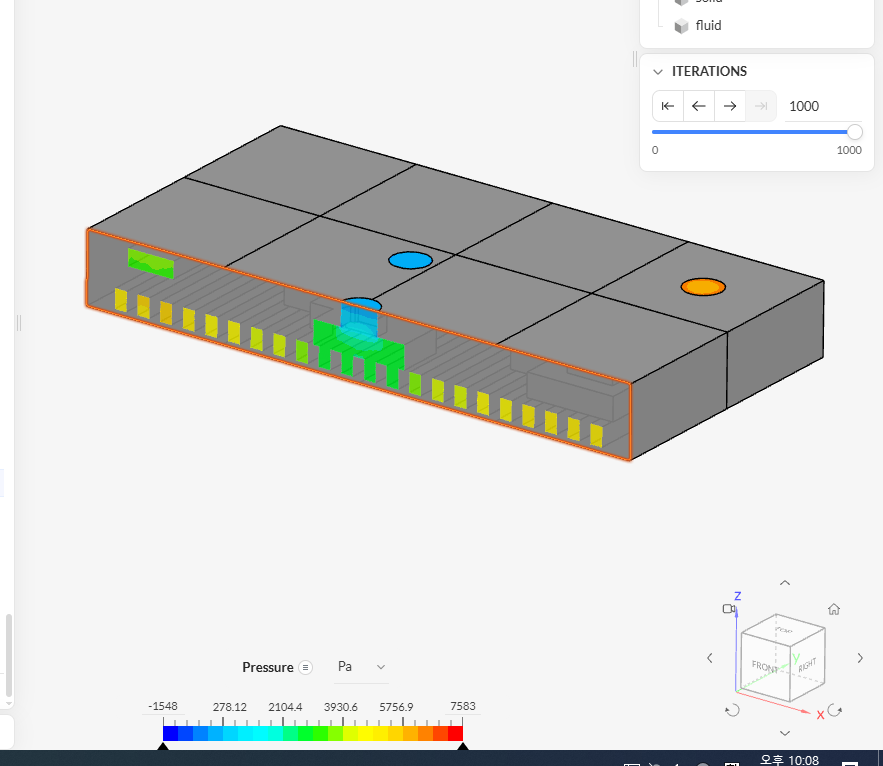 solid
fluid
ITERATIONS
1000
0 1000
Z
FRONT RIGHT
Y
X
Pressure Pa
-1548 278.12 2104.4 3930.6 5756.9 7583
오후 10:08